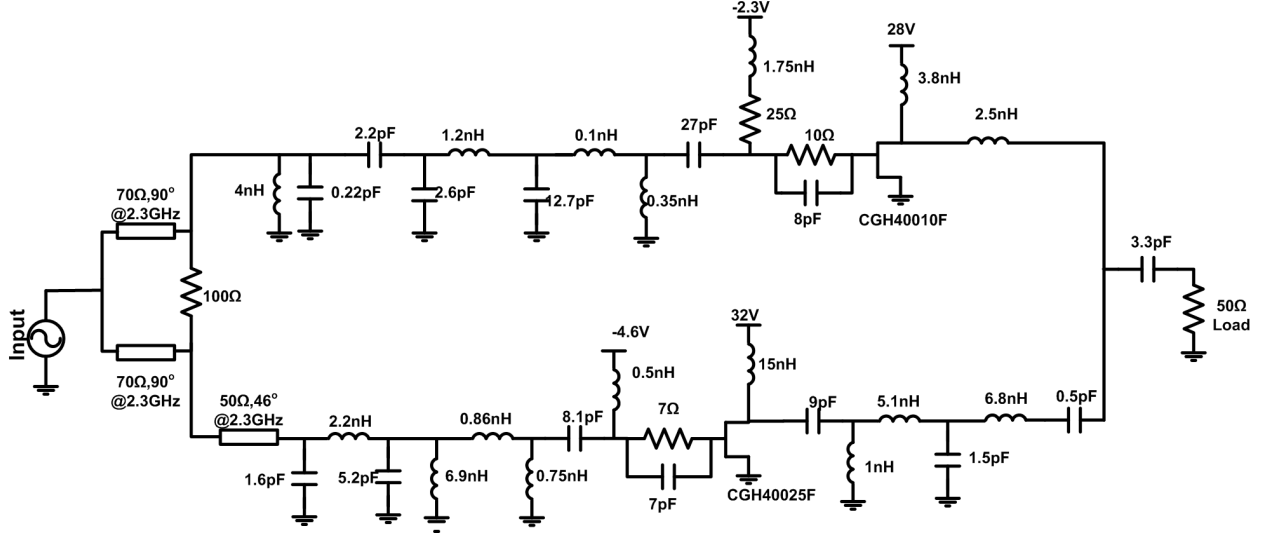 -2.3V
1.75nH
28V
3.8nH
25Ω
2.5nH
2.2pF
1.2nH
0.1nH
27pF
10Ω
4nH
0.22pF
2.6pF
12.7pF
0.35nH
8pF
CGH40010F
70Ω,90°
@2.3GHz
100Ω
Input
3.3pF
50Ω
Load
70Ω,90°
@2.3GHz
50Ω,46°
@2.3GHz
2.2nH
0.86nH
8.1pF
-4.6V
0.5nH
7Ω
32V
15nH
9pF
5.1nH
6.8nH
0.5pF
1.6pF
5.2pF
6.9nH
0.75nH
7pF
CGH40025F
1nH
1.5pF